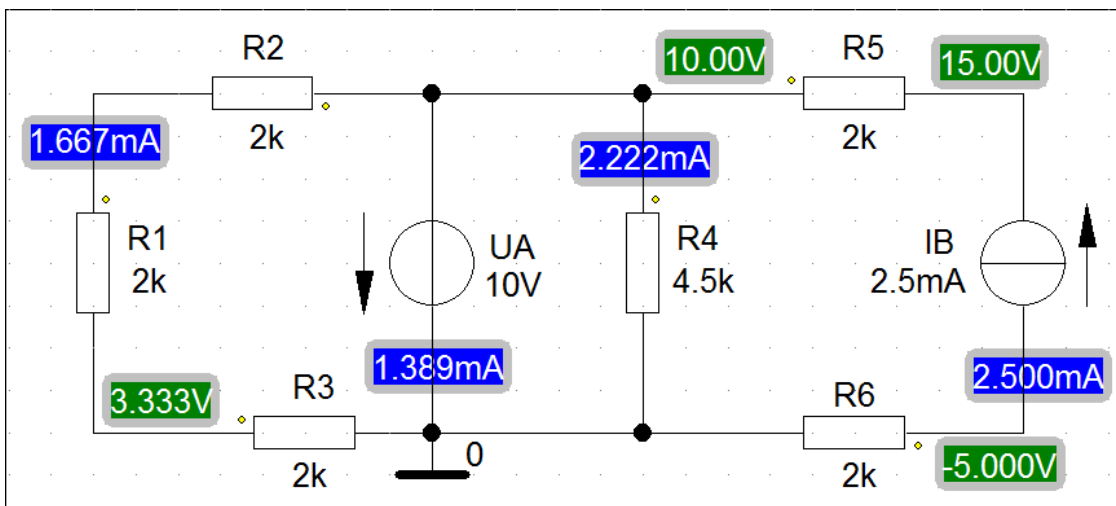 R2
2k
1.667mA
R1
2k
3.333V
R3
2k
UA
10V
1.389mA
0
10.00V
2.222mA
R4
4.5k
R5
2k
15.00V
IB
2.5mA
2.500mA
R6
2k
-5.000V